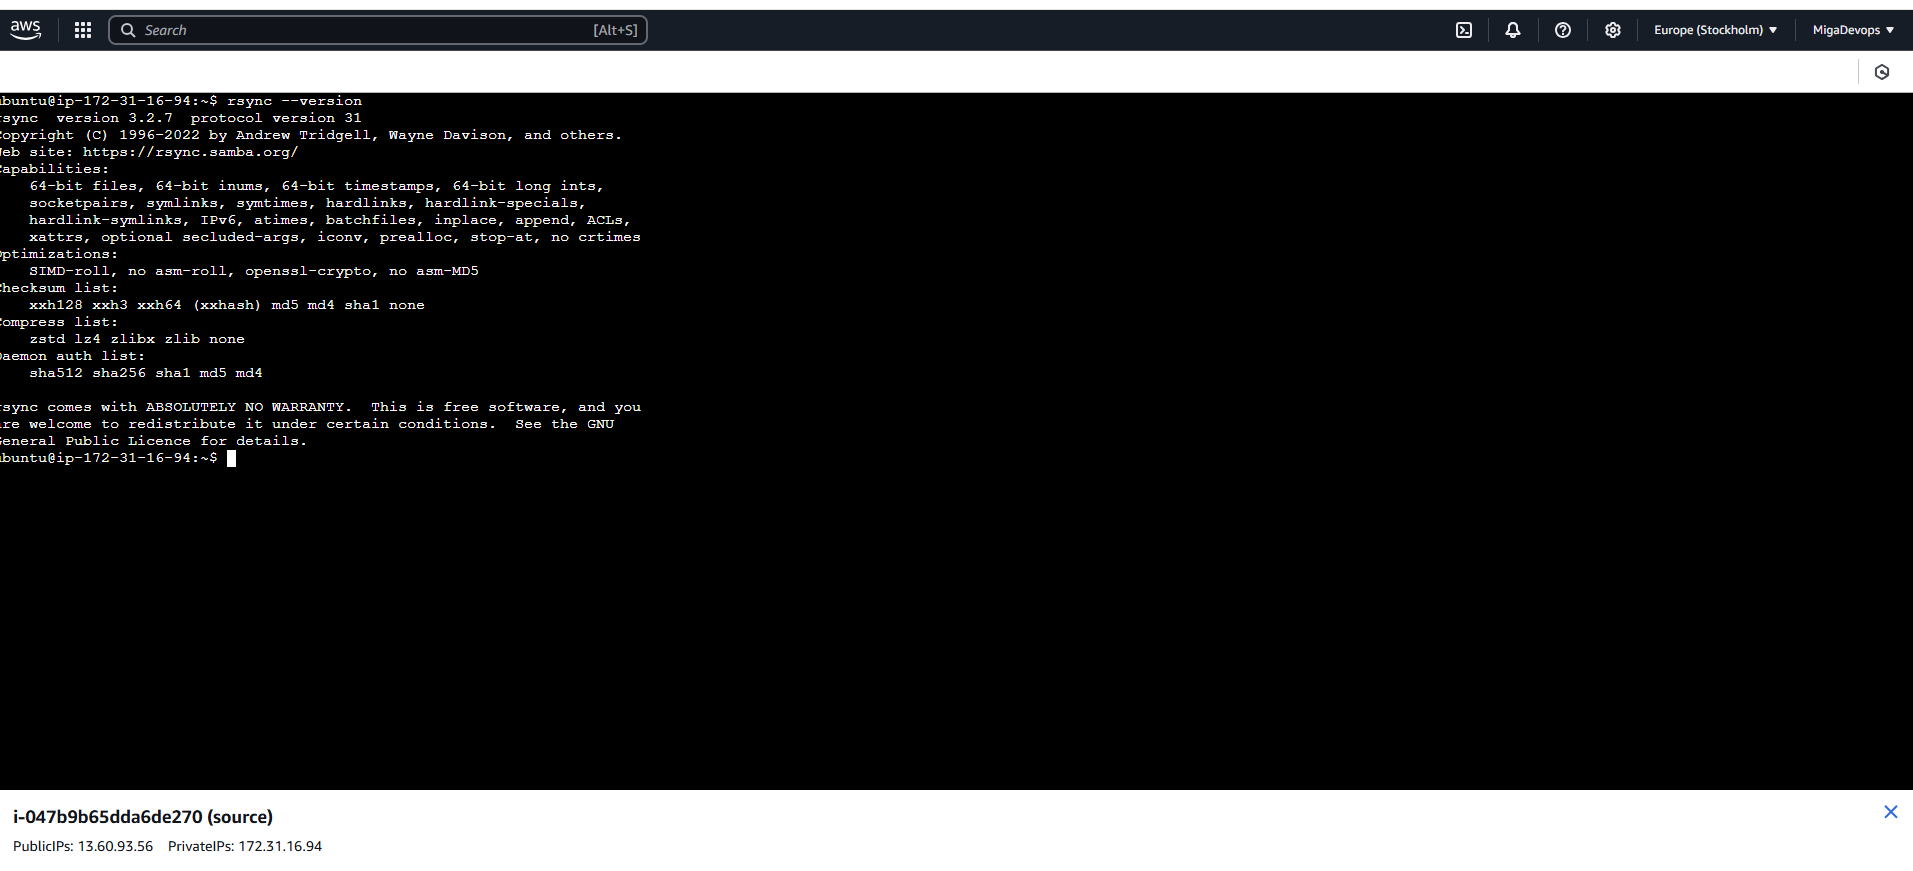 aws
Search [Alt+S]
Europe (Stockholm)
MigaDevops
buntu@ip-172-31-16-94:~$ rsync --version
rsync  version 3.2.7  protocol version 31
Copyright (C) 1996-2022 by Andrew Tridgell, Wayne Davison, and others.
Web site: https://rsync.samba.org/
Capabilities:
64-bit files, 64-bit inums, 64-bit timestamps, 64-bit long ints,
socketpairs, symlinks, symtimes, hardlinks, hardlink-specials,
hardlink-symlinks, IPv6, atimes, batchfiles, inplace, append, ACLs,
xattrs, optional secluded-args, iconv, prealloc, stop-at, no crtimes
Optimizations:
SIMD-roll, no asm-roll, openssl-crypto, no asm-MD5
Checksum list:
xxh128 xxh3 xxh64 (xxhash) md5 md4 sha1 none
Compress list:
zstd lz4 zlibx zlib none
Daemon auth list:
sha512 sha256 sha1 md5 md4
rsync comes with ABSOLUTELY NO WARRANTY.  This is free software, and you
are welcome to redistribute it under certain conditions.  See the GNU
General Public Licence for details.
buntu@ip-172-31-16-94:~$
i-047b9b65dda6de270 (source)
PublicIPs: 13.60.93.56 PrivateIPs: 172.31.16.94